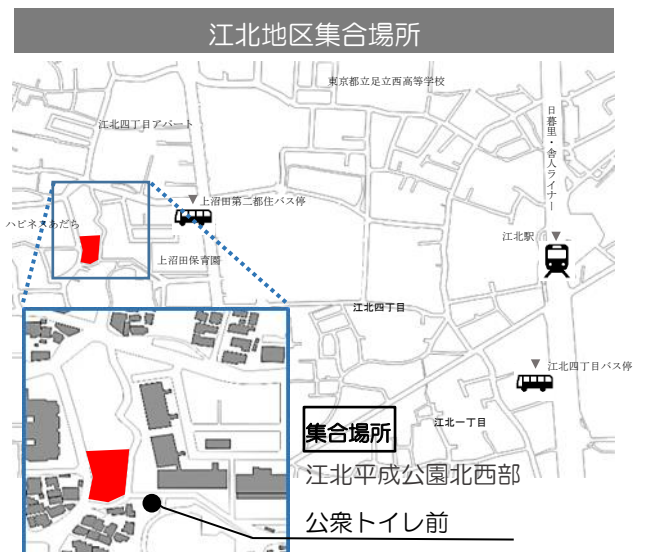 江北地区集合場所
東京都立足立西高等学校
日暮里・舎人ライナー
江北四丁目アパート
上沼田第二都住バス停
ハピネスあだち
江北駅
上沼田保育園
江北四丁目
江北四丁目バス停
江北一丁目
集合場所
江北平成公園北西部
公衆トイレ前